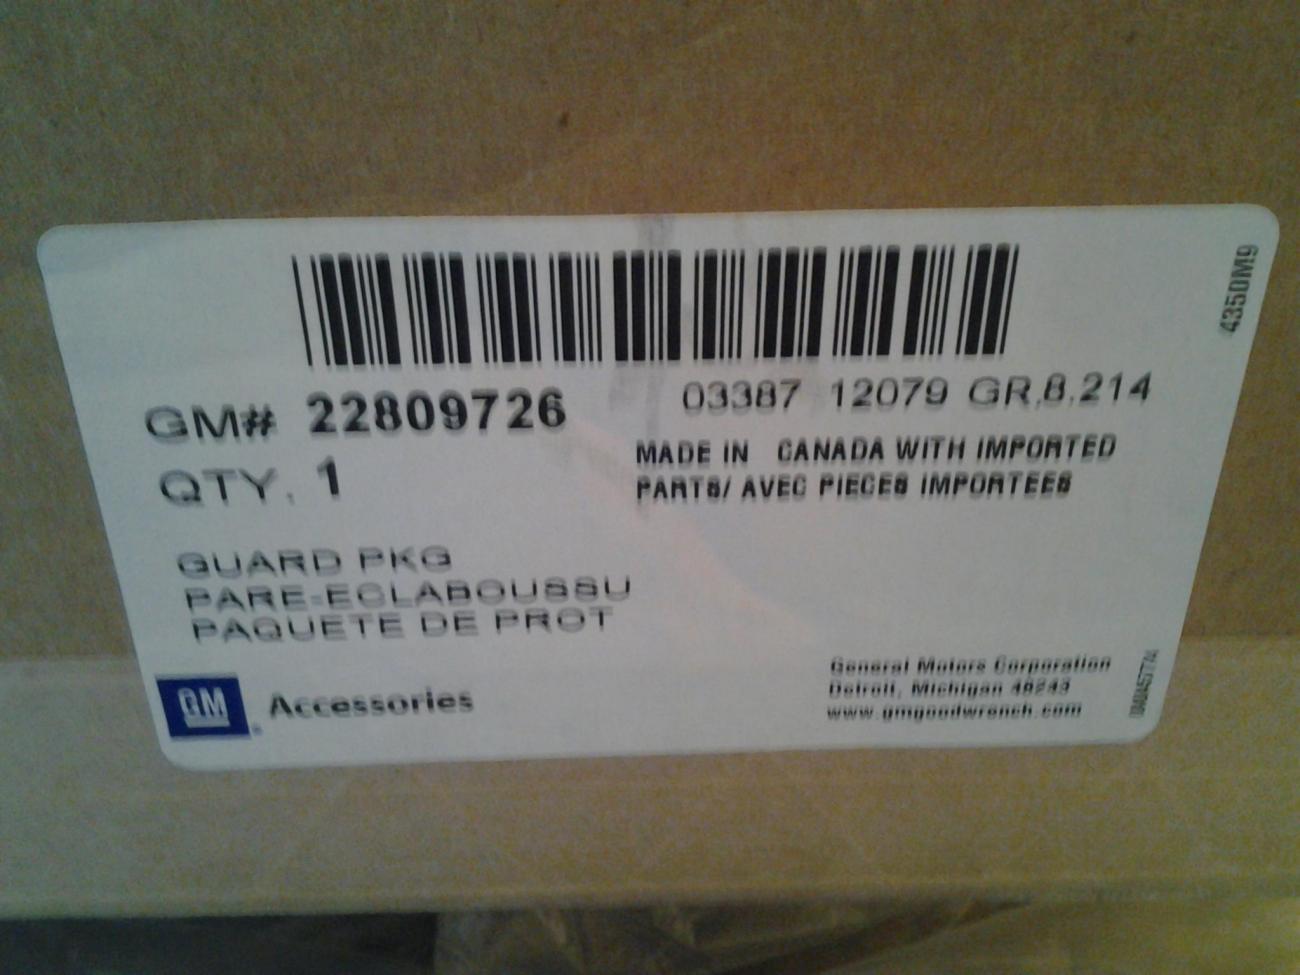 4350M9
GM# 22809726
03387 12079 GR.8.214
QTY. 1
MADE IN CANADA WITH IMPORTED
PARTS/ AVEC PIECES IMPORTEES
GUARD PKG
PARE-ECLABOUSSU
PAQUETE DE PROT
GM Accessories
General Motors Corporation
Detroit, Michigan 48243
www.gmgoodwrench.com